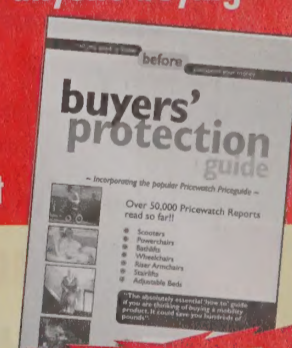 before
buyers'
protection
guide
~ Incorporating the popular Pricewatch Priceguide ~
Over 50,000 Pricewatch Reports
read so far!!
Scooters
Powerchairs
Bathlifts
Wheelchairs
Riser Armchairs
Stairlifts
Adjustable Beds
"The absolutely essential 'how to' guide
if you are thinking of buying a mobility
product. It could save you hundreds of
pounds".